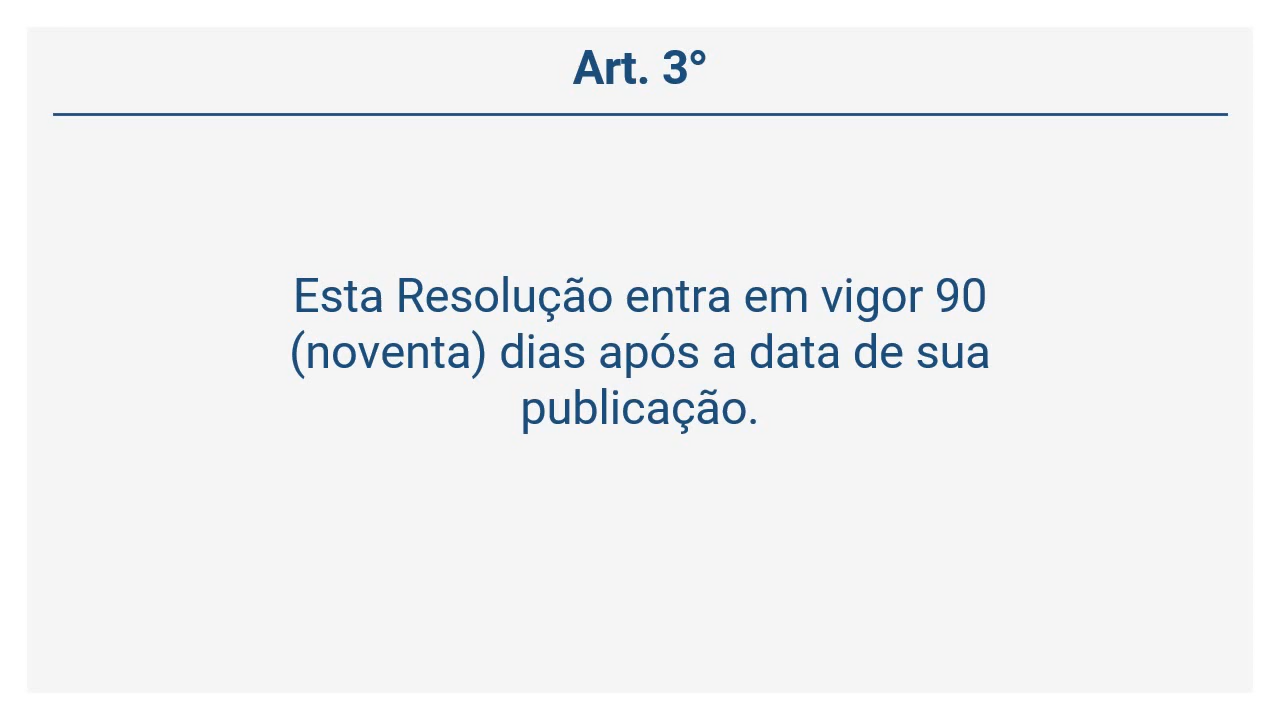 Art. 3°
Esta Resolução entra em vigor 90
(noventa) dias após a data de sua
publicação.